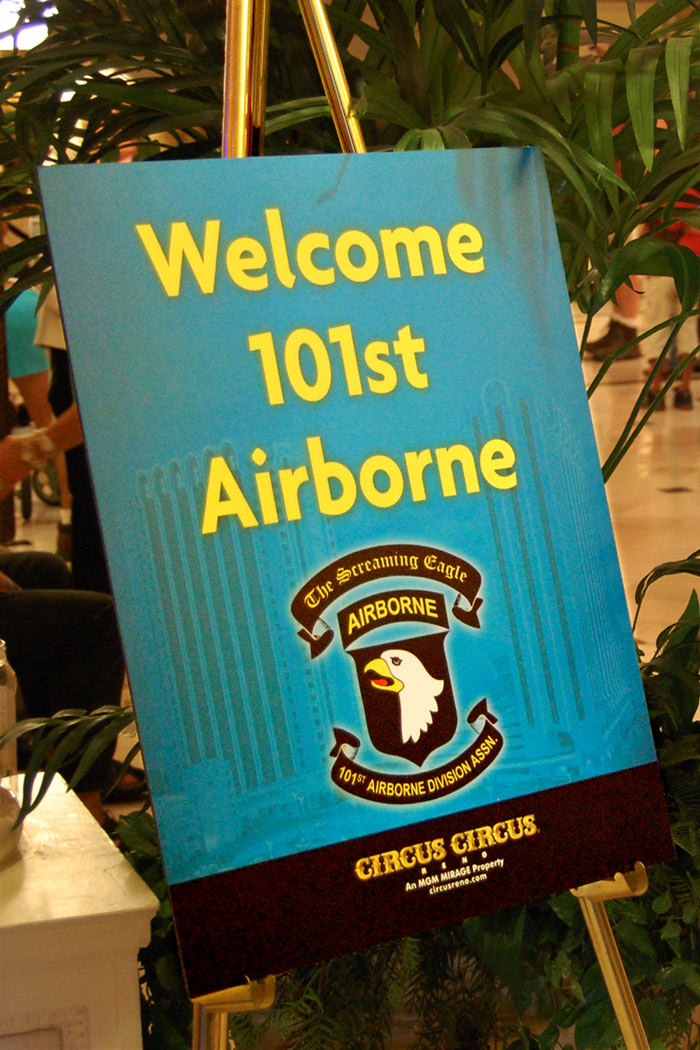 Welcome
101st
Airborne
The Screaming Eagle
AIRBORNE
101ST AIRBORNE DIVISION ASSN.
CIRCUS CIRCUS
RENO
An MGM MIRAGE Property
circusreno.com